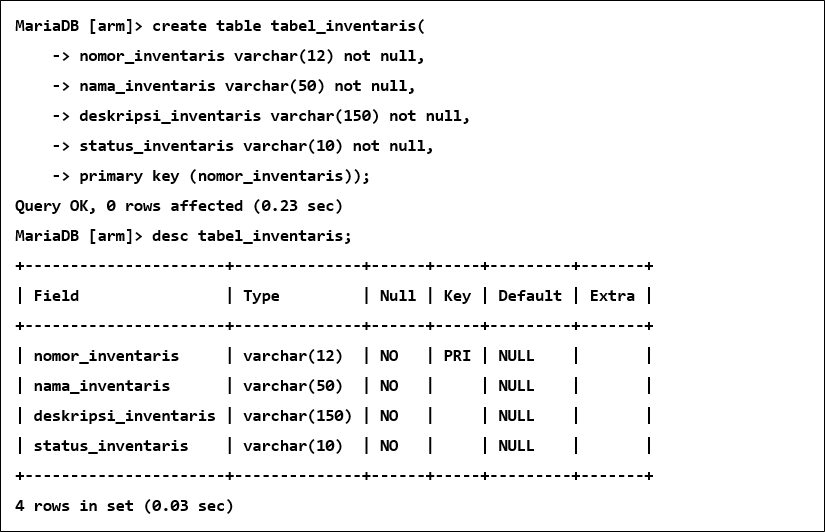 MariaDB [arm]> create table tabel_inventaris(
    -> nomor_inventaris varchar(12) not null,
    -> nama_inventaris varchar(50) not null,
    -> deskripsi_inventaris varchar(150) not null,
    -> status_inventaris varchar(10) not null,
    -> primary key (nomor_inventaris));
Query OK, 0 rows affected (0.23 sec)
MariaDB [arm]> desc tabel_inventaris;
+----------------------+--------------+------+-----+---------+-------+
| Field                | Type         | Null | Key | Default | Extra |
+----------------------+--------------+------+-----+---------+-------+
| nomor_inventaris     | varchar(12)  | NO   | PRI | NULL    |       |
| nama_inventaris      | varchar(50)  | NO   |     | NULL    |       |
| deskripsi_inventaris | varchar(150) | NO   |     | NULL    |       |
| status_inventaris    | varchar(10)  | NO   |     | NULL    |       |
+----------------------+--------------+------+-----+---------+-------+
4 rows in set (0.03 sec)